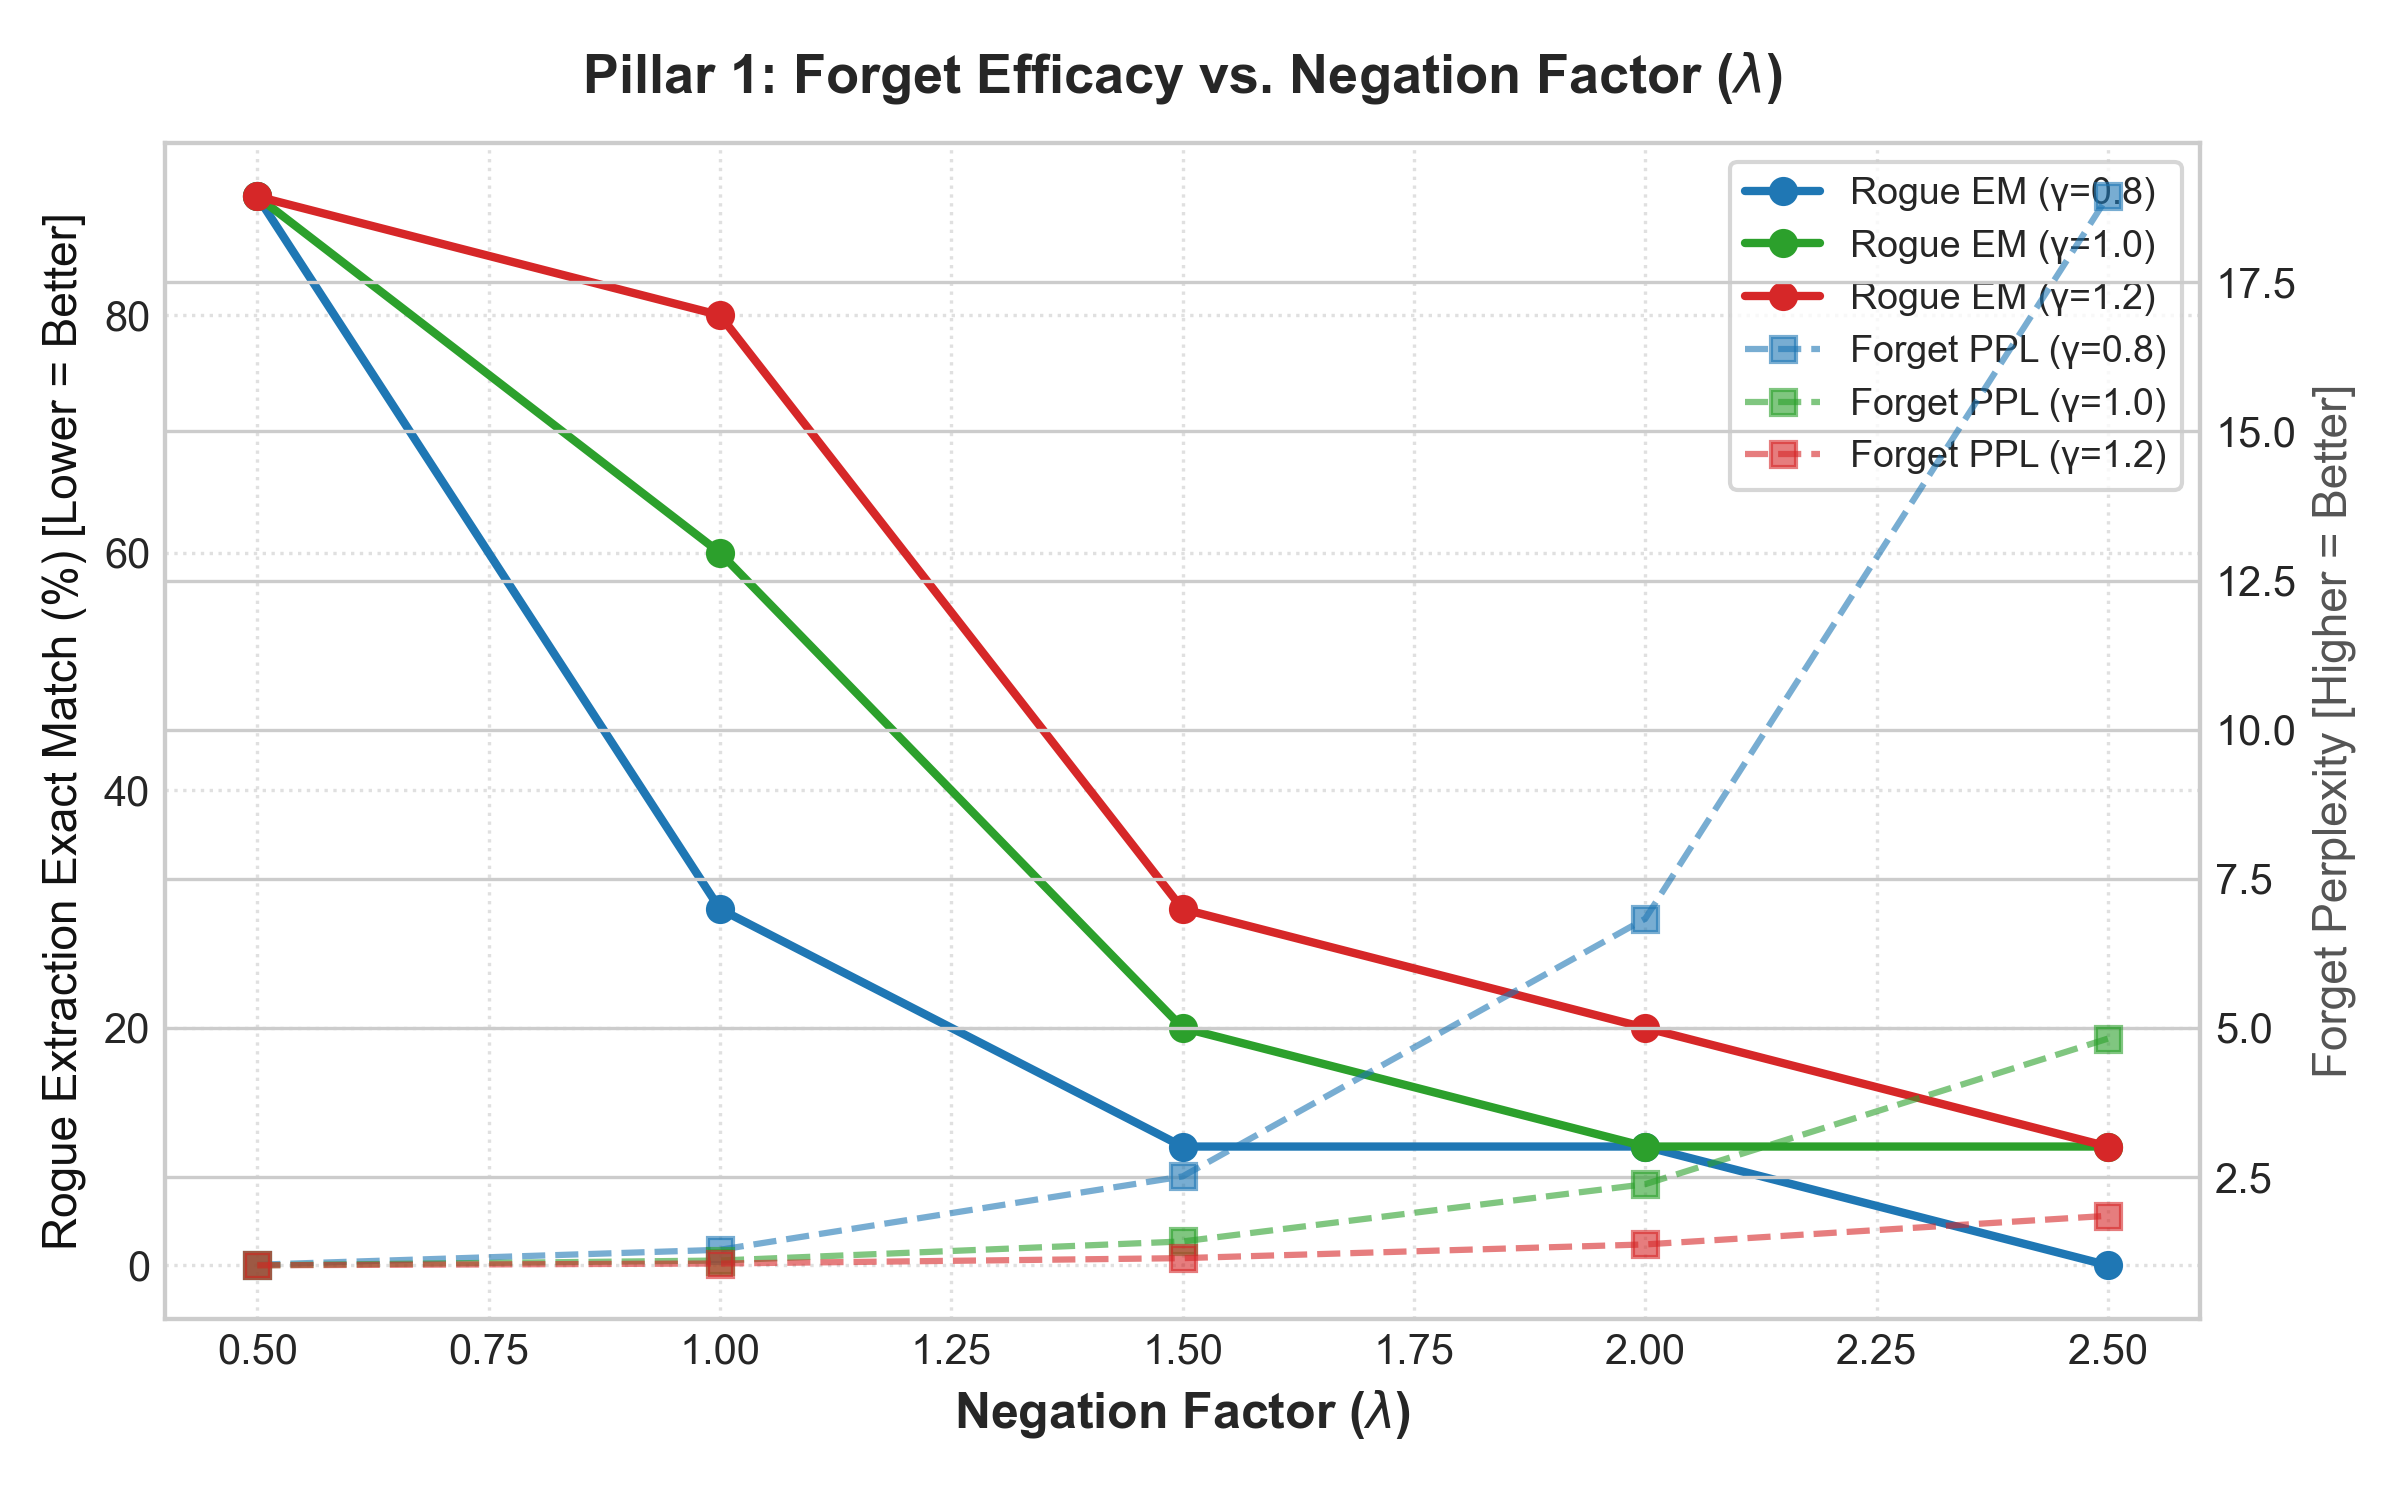 Pillar 1: Forget Efficacy vs. Negation Factor (λ)
Rogue Extraction Exact Match (%) [Lower = Better]
80
60
40
20
0
Rogue EM (γ=0.8)
Rogue EM (γ=1.0)
Rogue EM (γ=1.2)
Forget PPL (γ=0.8)
Forget PPL (γ=1.0)
Forget PPL (γ=1.2)
17.5
15.0
12.5
10.0
7.5
5.0
2.5
Forget Perplexity [Higher = Better]
0.50 0.75 1.00 1.25 1.50 1.75 2.00 2.25 2.50
Negation Factor (λ)